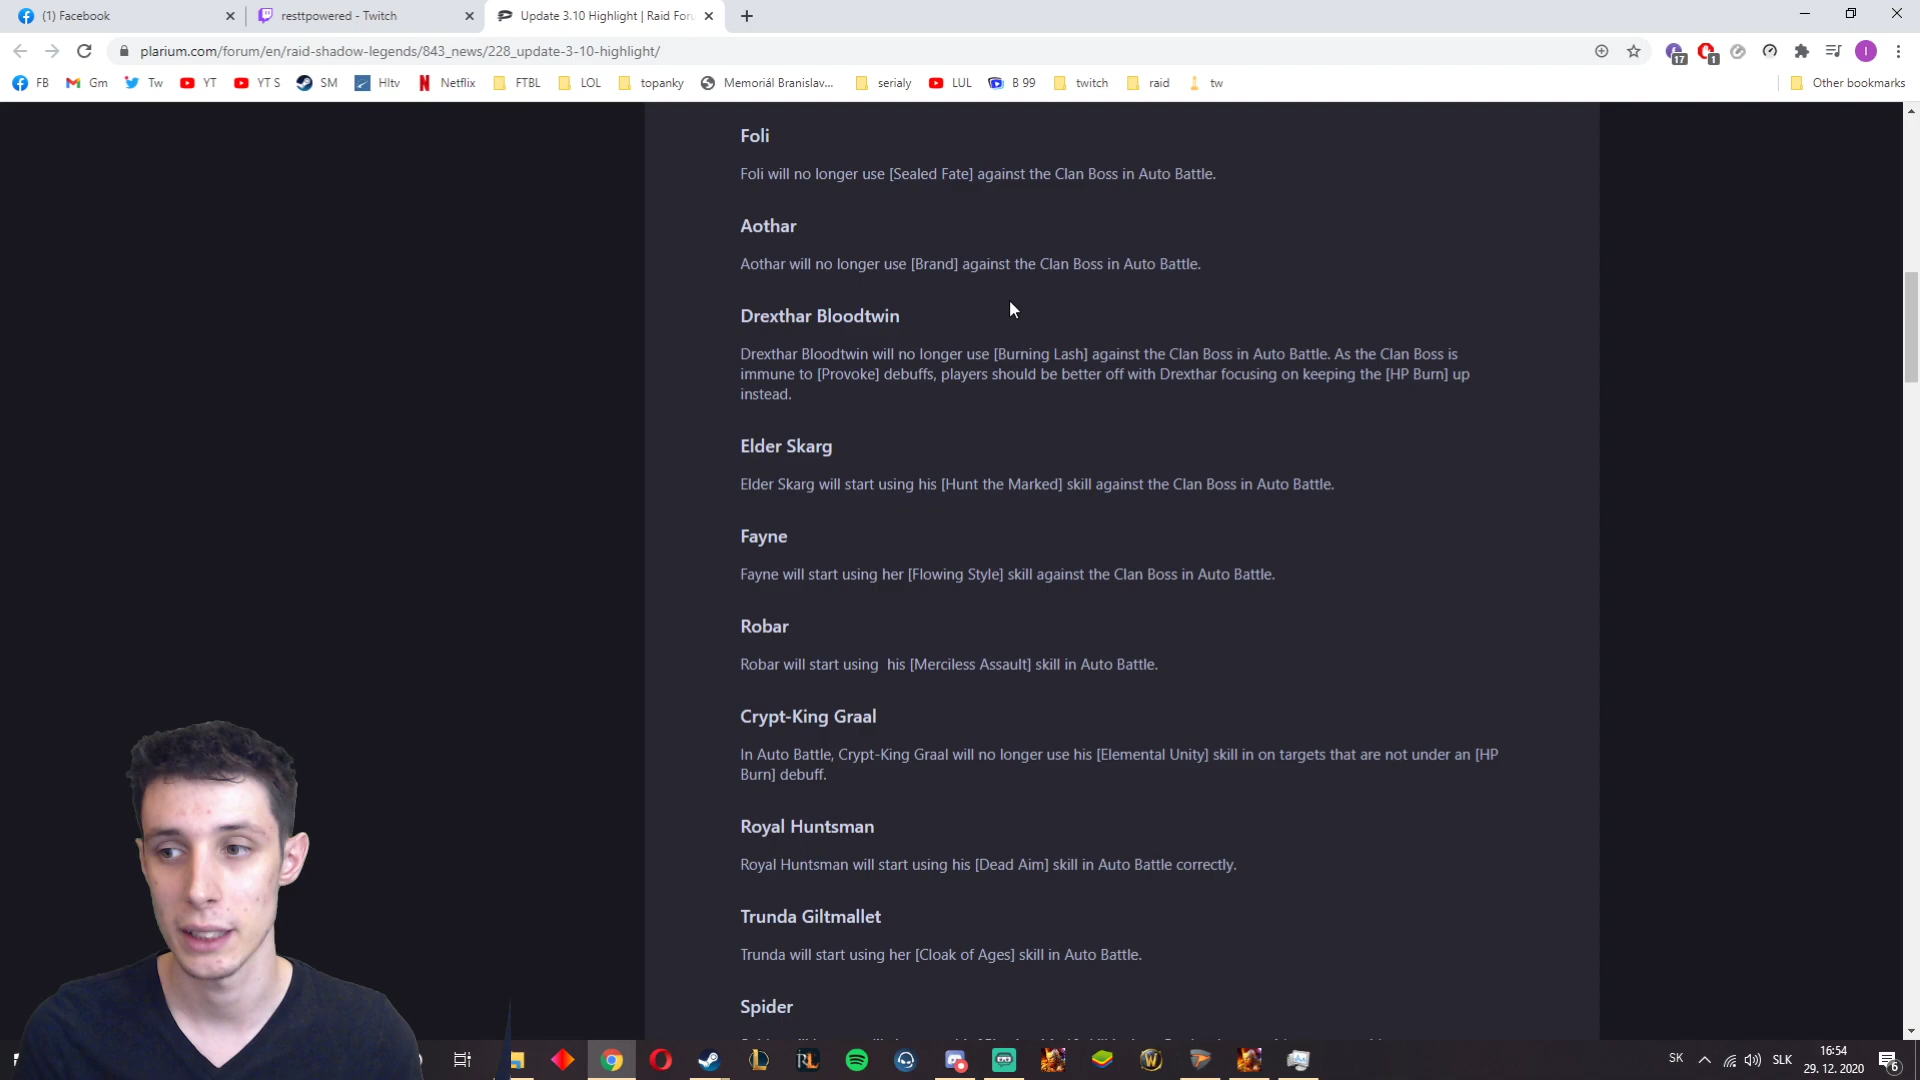 (1) Facebook
resttpowered - Twitch
Update 3.10 Highlight | Raid Foru
plarium.com/forum/en/raid-shadow-legends/843_news/228_update-3-10-highlight/
17
1
FB
Gm
Tw
YT
YT S
SM
Hltv
Netflix
FTBL
LOL
topanky
Memoriál Branislav...
serialy
LUL
B 99
twitch
raid
tw
Other bookmarks
Foli
Foli will no longer use [Sealed Fate] against the Clan Boss in Auto Battle.
Aothar
Aothar will no longer use [Brand] against the Clan Boss in Auto Battle.
Drexthar Bloodtwin
Drexthar Bloodtwin will no longer use [Burning Lash] against the Clan Boss in Auto Battle. As the Clan Boss is
immune to [Provoke] debuffs, players should be better off with Drexthar focusing on keeping the [HP Burn] up
instead.
Elder Skarg
Elder Skarg will start using his [Hunt the Marked] skill against the Clan Boss in Auto Battle.
Fayne
Fayne will start using her [Flowing Style] skill against the Clan Boss in Auto Battle.
Robar
Robar will start using his [Merciless Assault] skill in Auto Battle.
Crypt-King Graal
In Auto Battle, Crypt-King Graal will no longer use his [Elemental Unity] skill in on targets that are not under an [HP
Burn] debuff.
Royal Huntsman
Royal Huntsman will start using his [Dead Aim] skill in Auto Battle correctly.
Trunda Giltmallet
Trunda will start using her [Cloak of Ages] skill in Auto Battle.
Spider
SK
SLK
16:54
29. 12. 2020
6